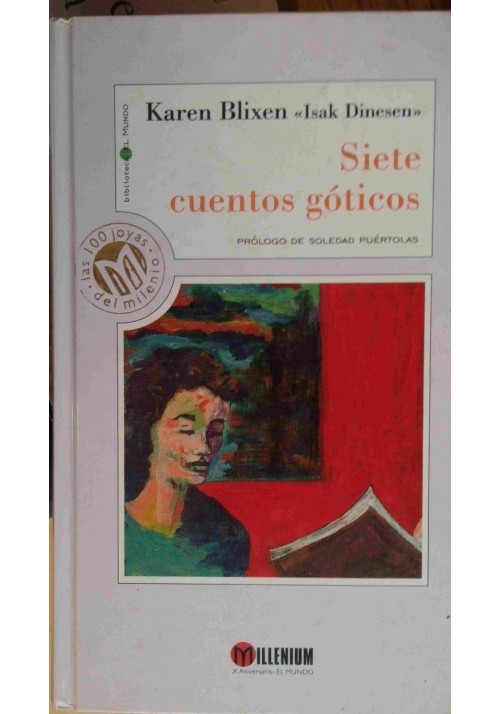 Karen Blixen «Isak Dinesen»
Siete
cuentos góticos
PRÓLOGO DE SOLEDAD PUÉRTOLAS
biblioteca EL MUNDO
las 100 joyas
del milenio
MILLENIUM
X Aniversario-EL MUNDO